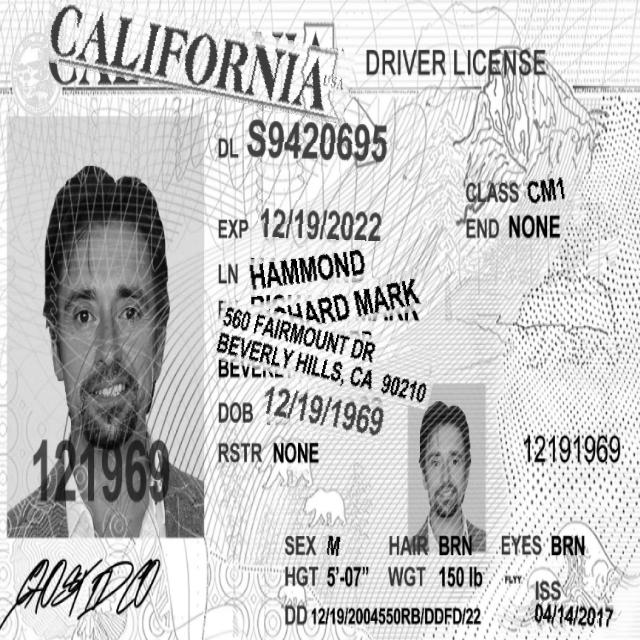 CALIFORNIA
USA
DRIVER LICENSE
DL S9420695
CLASS CM1
EXP 12/19/2022
END NONE
LN HAMMOND
RICHARD MARK
560 FAIRMOUNT DR
BEVERLY HILLS, CA 90210
DOB 12/19/1969
RSTR NONE
12191969
121969
SEX M HAIR BRN EYES BRN
HGT 5'-07" WGT 150 lb
ISS
DD 12/19/2004550RB/DDFD/22
04/14/2017